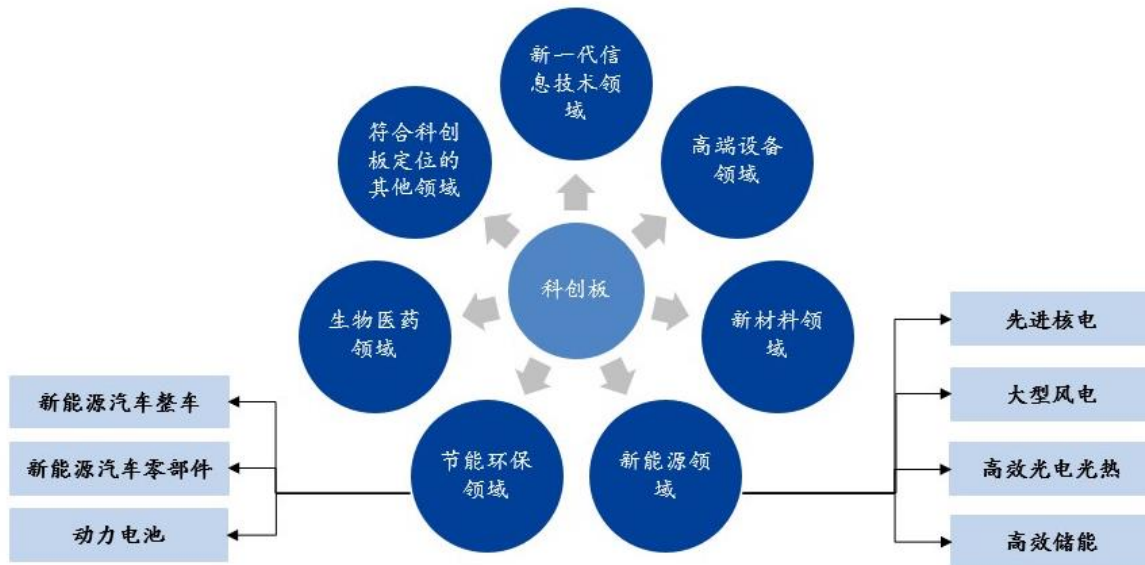 新一代信
息技术领
域
符合科创
板定位的
其他领域
高端设备
领域
科创板
生物医药
领域
新材料领
域
先进核电
新能源汽车整车
大型风电
新能源汽车零部件
节能环保
领域
新能源领
域
高效光电光热
动力电池
高效储能